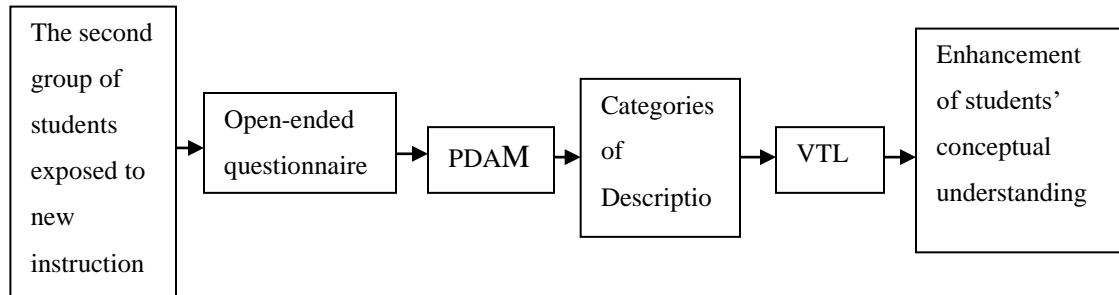 The second
group of
students
exposed to
new
instruction
Open-ended
questionnaire
PDAM
Categories
of
Descriptio
VTL
Enhancement
of students’
conceptual
understanding